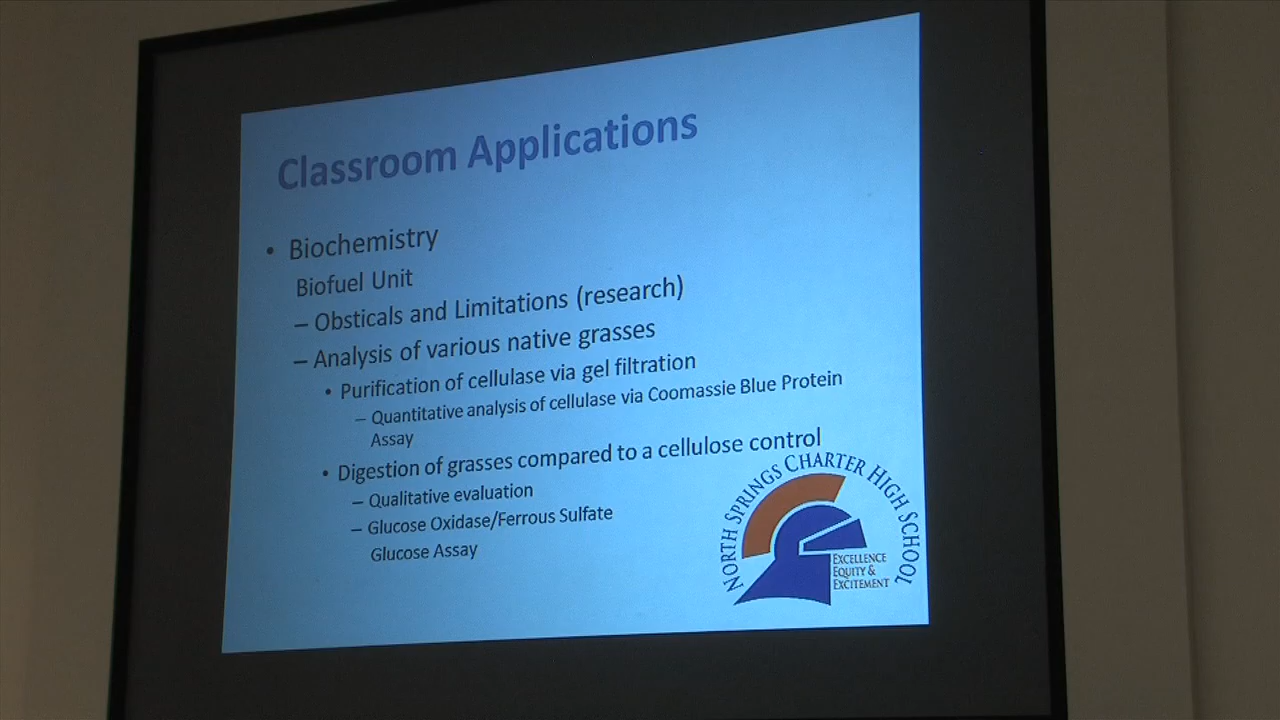 Classroom Applications
• Biochemistry
Biofuel Unit
– Obsticals and Limitations (research)
– Analysis of various native grasses
• Purification of cellulase via gel filtration
– Quantitative analysis of cellulase via Coomassie Blue Protein
Assay
• Digestion of grasses compared to a cellulose control
– Qualitative evaluation
– Glucose Oxidase/Ferrous Sulfate
Glucose Assay
NORTH SPRINGS CHARTER HIGH SCHOOL
EXCELLENCE
EQUITY &
EXCITEMENT